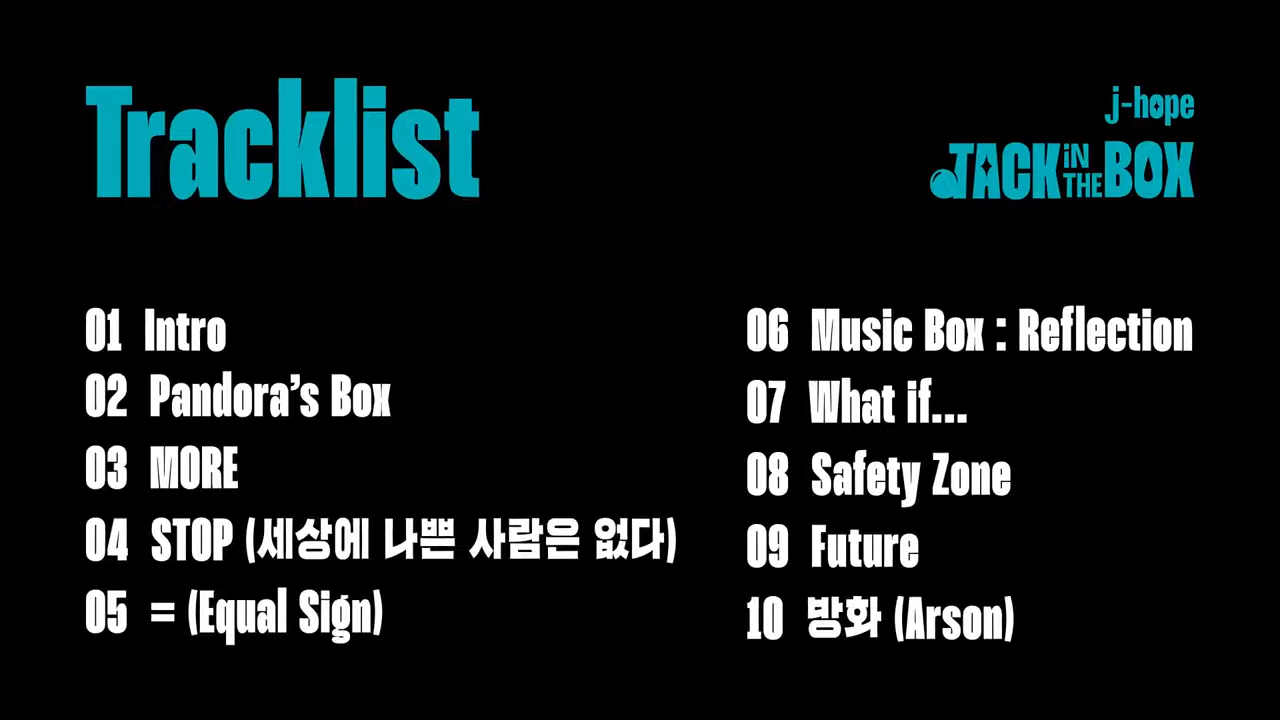 Tracklist
j-hope
JACK iN THE BOX
01 Intro
02 Pandora’s Box
03 MORE
04 STOP (세상에 나쁜 사람은 없다)
05 = (Equal Sign)
06 Music Box : Reflection
07 What if...
08 Safety Zone
09 Future
10 방화 (Arson)